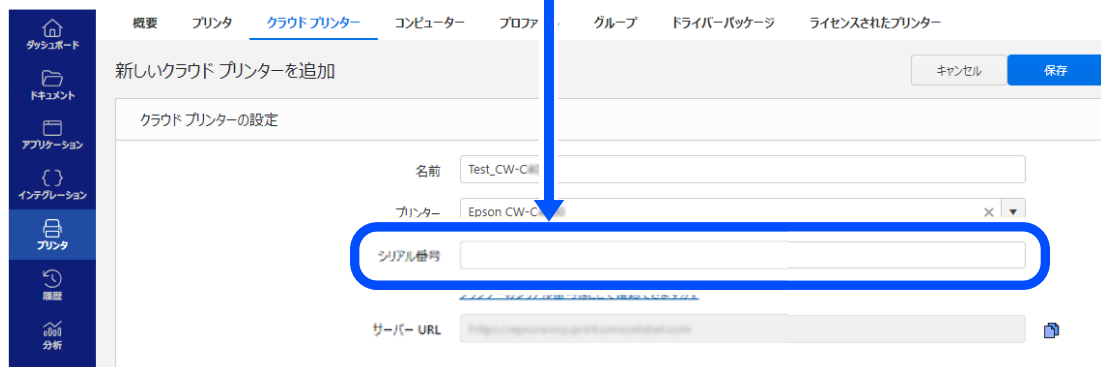 概要 プリンタ クラウド プリンター コンピューター プロファ グループ ドライバーパッケージ ライセンスされたプリンター
ダッシュボード
ドキュメント
アプリケーション
インテグレーション
プリンタ
履歴
分析
新しいクラウド プリンターを追加
キャンセル 保存
クラウド プリンターの設定
名前 Test_CW-C
プリンター Epson CW-C
シリアル番号
サーバー URL